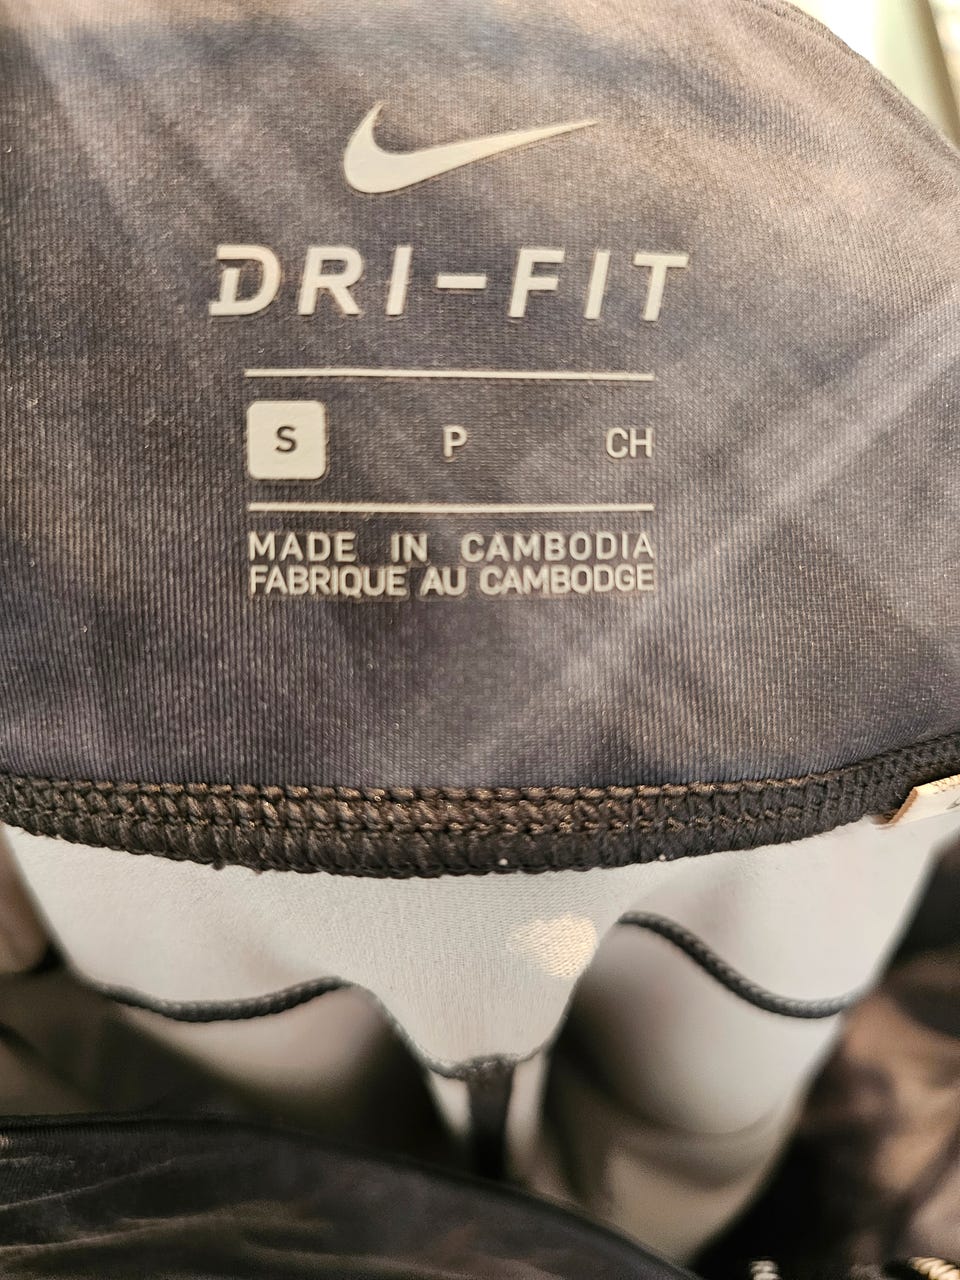 DRI-FIT
S P CH
MADE IN CAMBODIA
FABRIQUE AU CAMBODGE